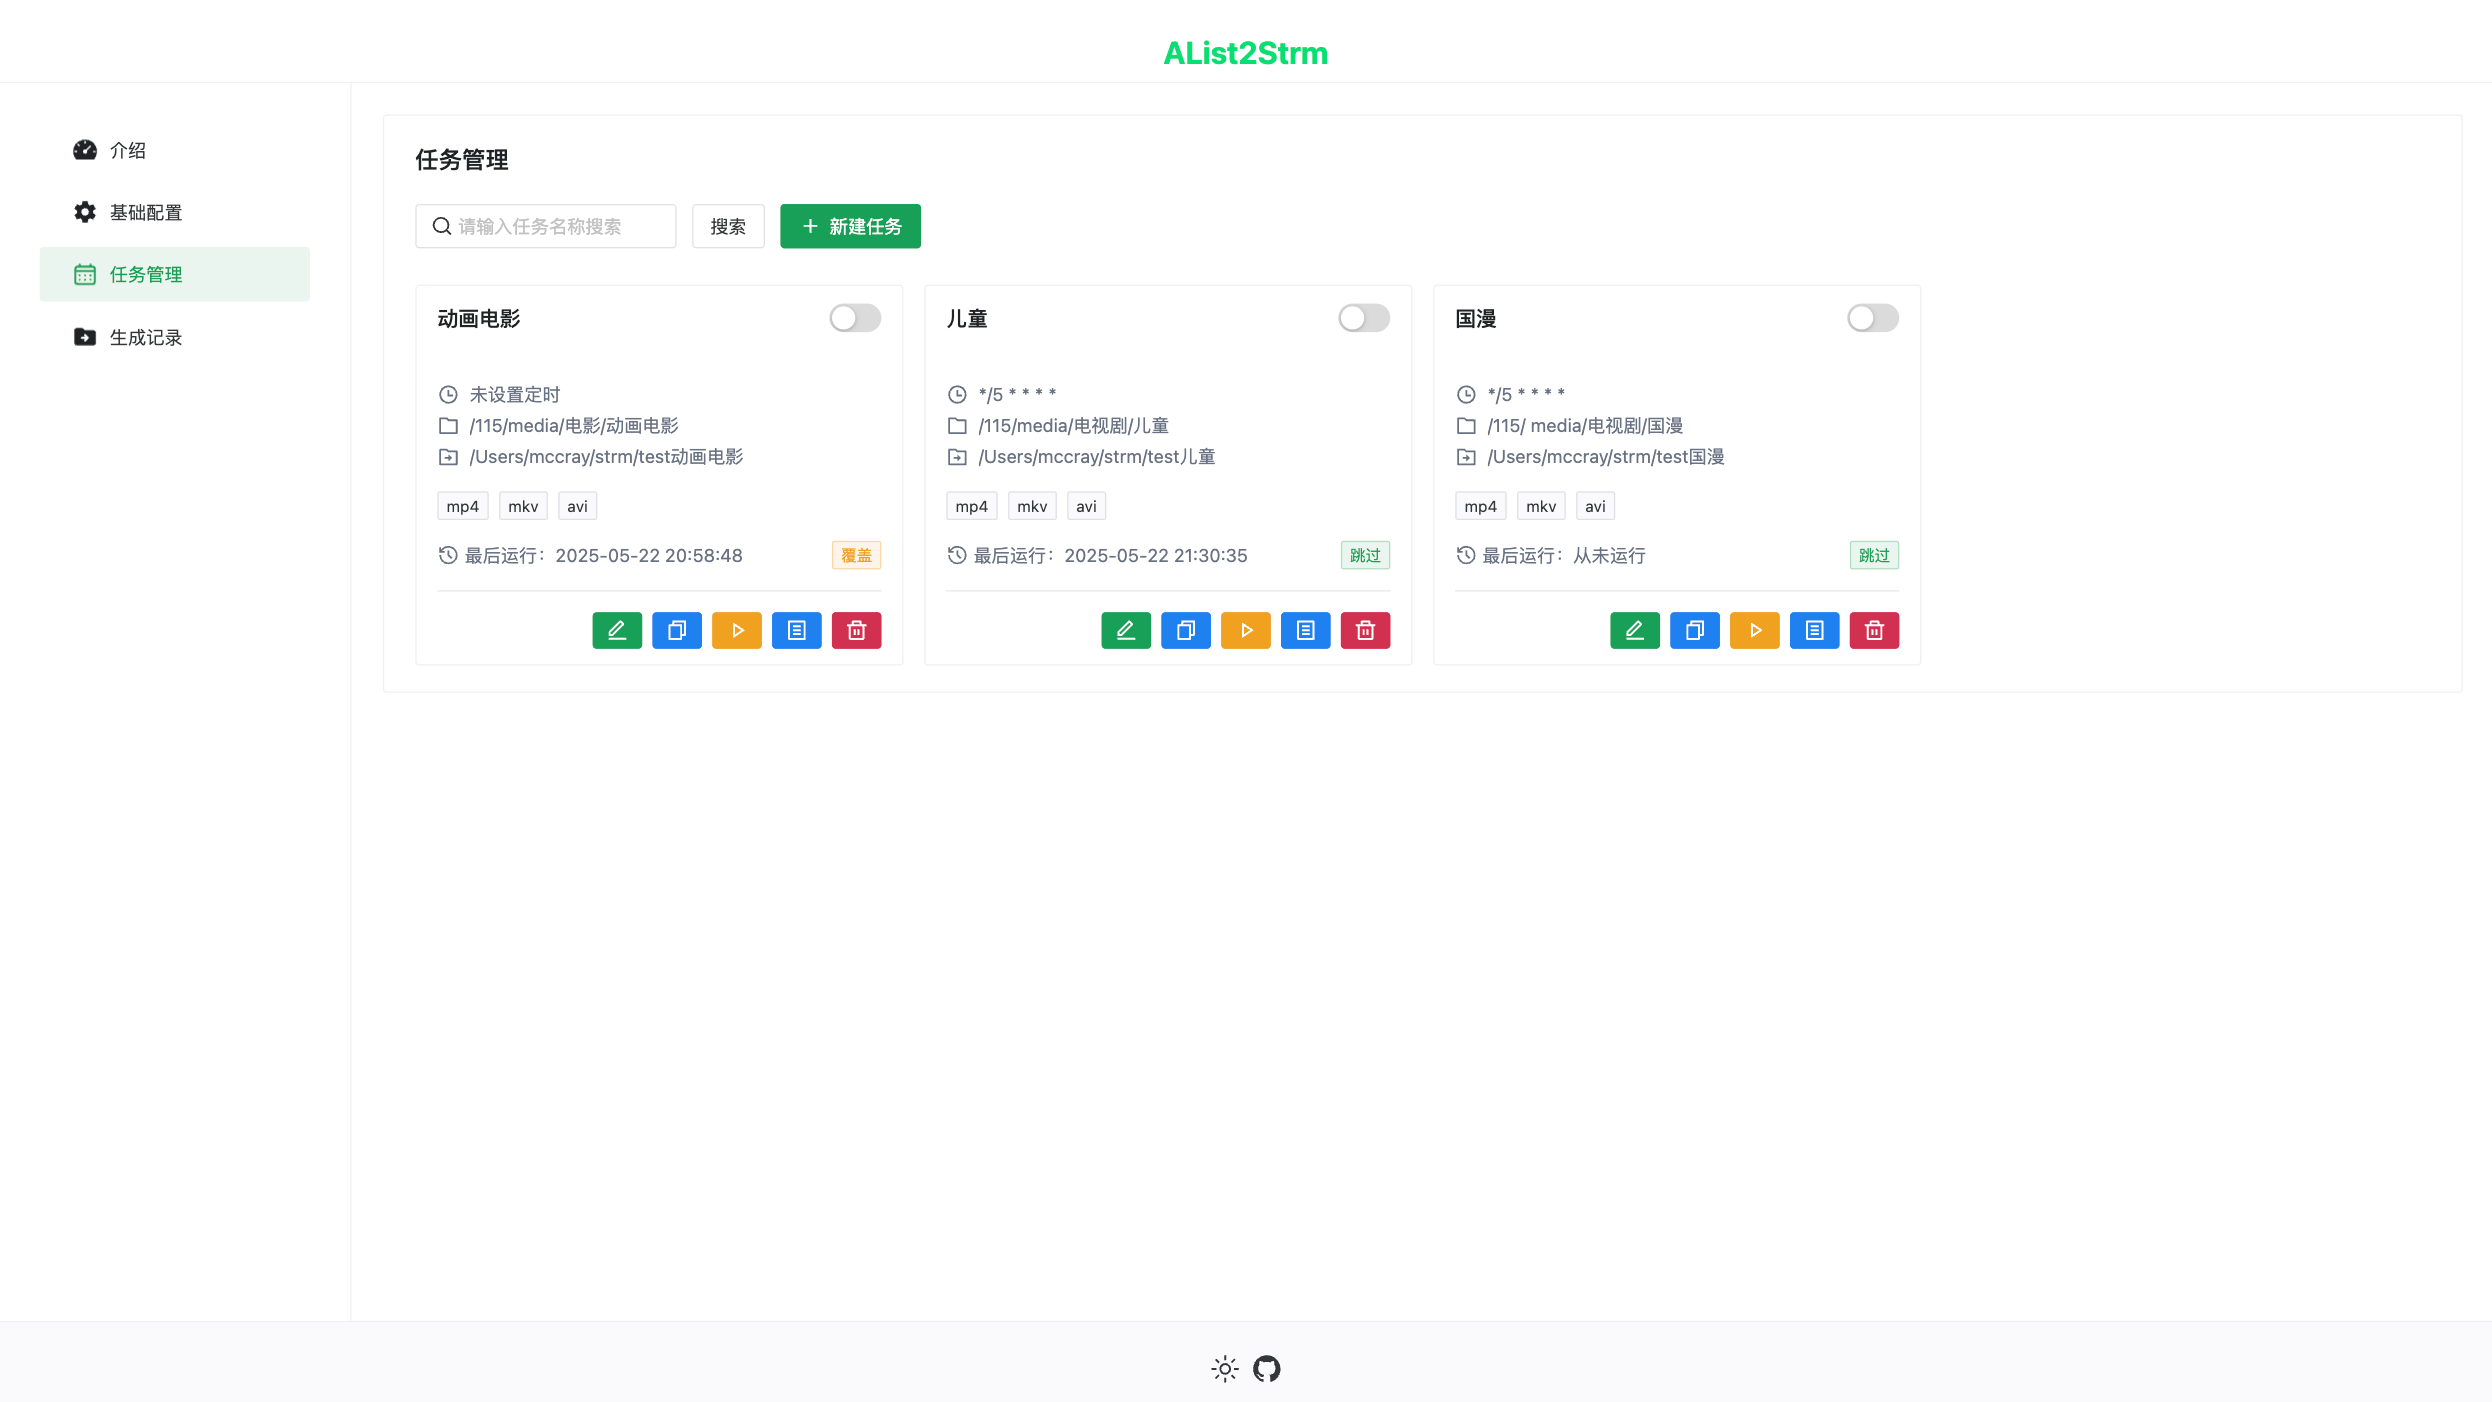 AList2Strm
介绍
基础配置
任务管理
生成记录
任务管理
请输入任务名称搜索
搜索
新建任务
动画电影
未设置定时
/115/media/电影/动画电影
/Users/mccray/strm/test动画电影
mp4 mkv avi
最后运行：2025-05-22 20:58:48 覆盖
儿童
*/5 * * * *
/115/media/电视剧/儿童
/Users/mccray/strm/test儿童
mp4 mkv avi
最后运行：2025-05-22 21:30:35 跳过
国漫
*/5 * * * *
/115/ media/电视剧/国漫
/Users/mccray/strm/test国漫
mp4 mkv avi
最后运行：从未运行 跳过